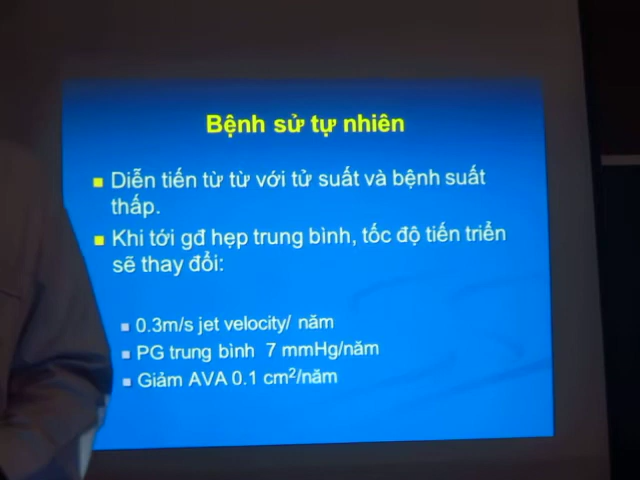 Bệnh sử tự nhiên
Diễn tiến từ từ với tử suất và bệnh suất
thấp.
Khi tới gđ hẹp trung bình, tốc độ tiến triển
sẽ thay đổi:
0.3m/s jet velocity/ năm
PG trung bình 7 mmHg/năm
Giảm AVA 0.1 cm²/năm